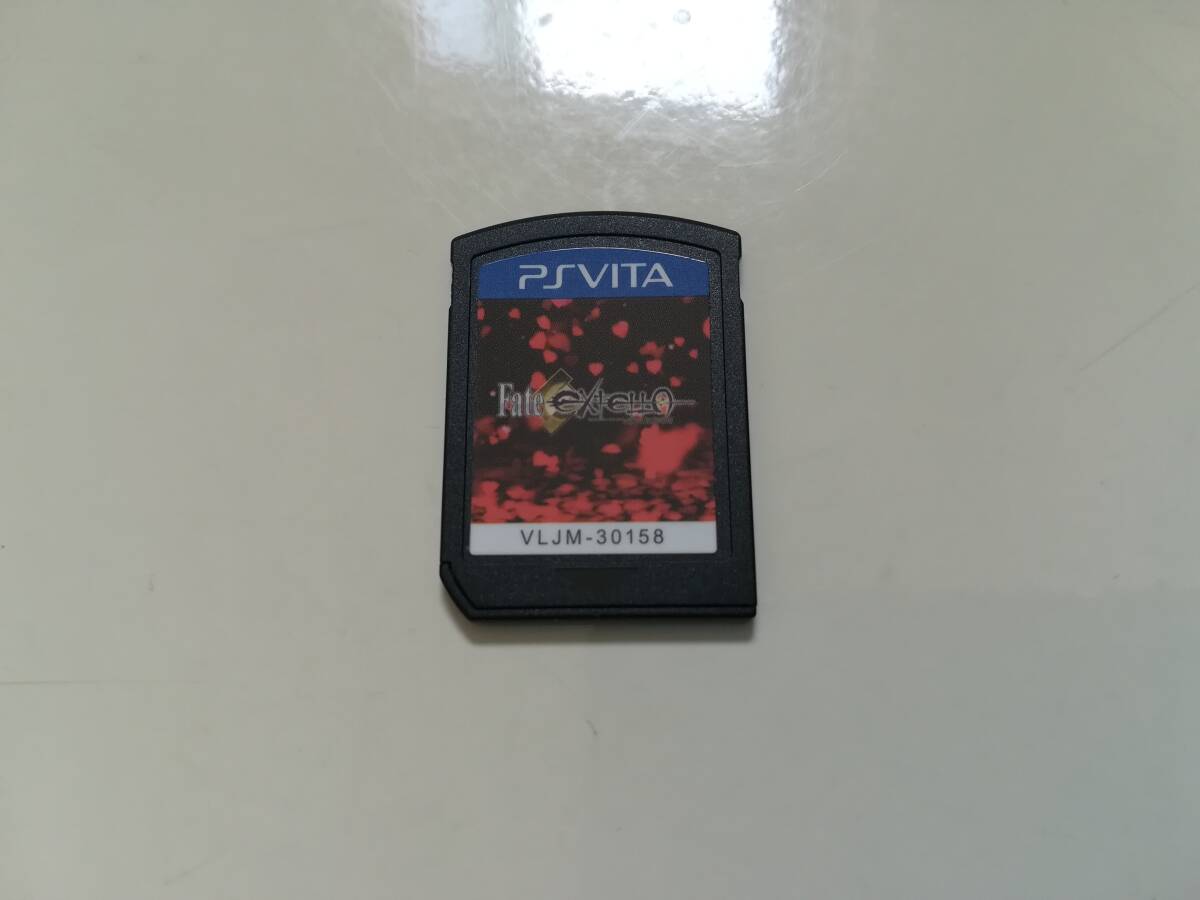 PSVITA
Fate EXTELLA
VLJM-30158